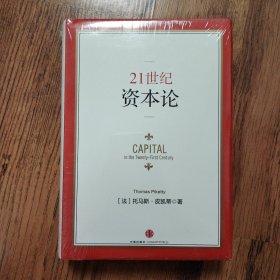 21世纪
资本论
CAPITAL
in the Twenty-First Century
Thomas Piketty
[法] 托马斯·皮凯蒂 ◎著